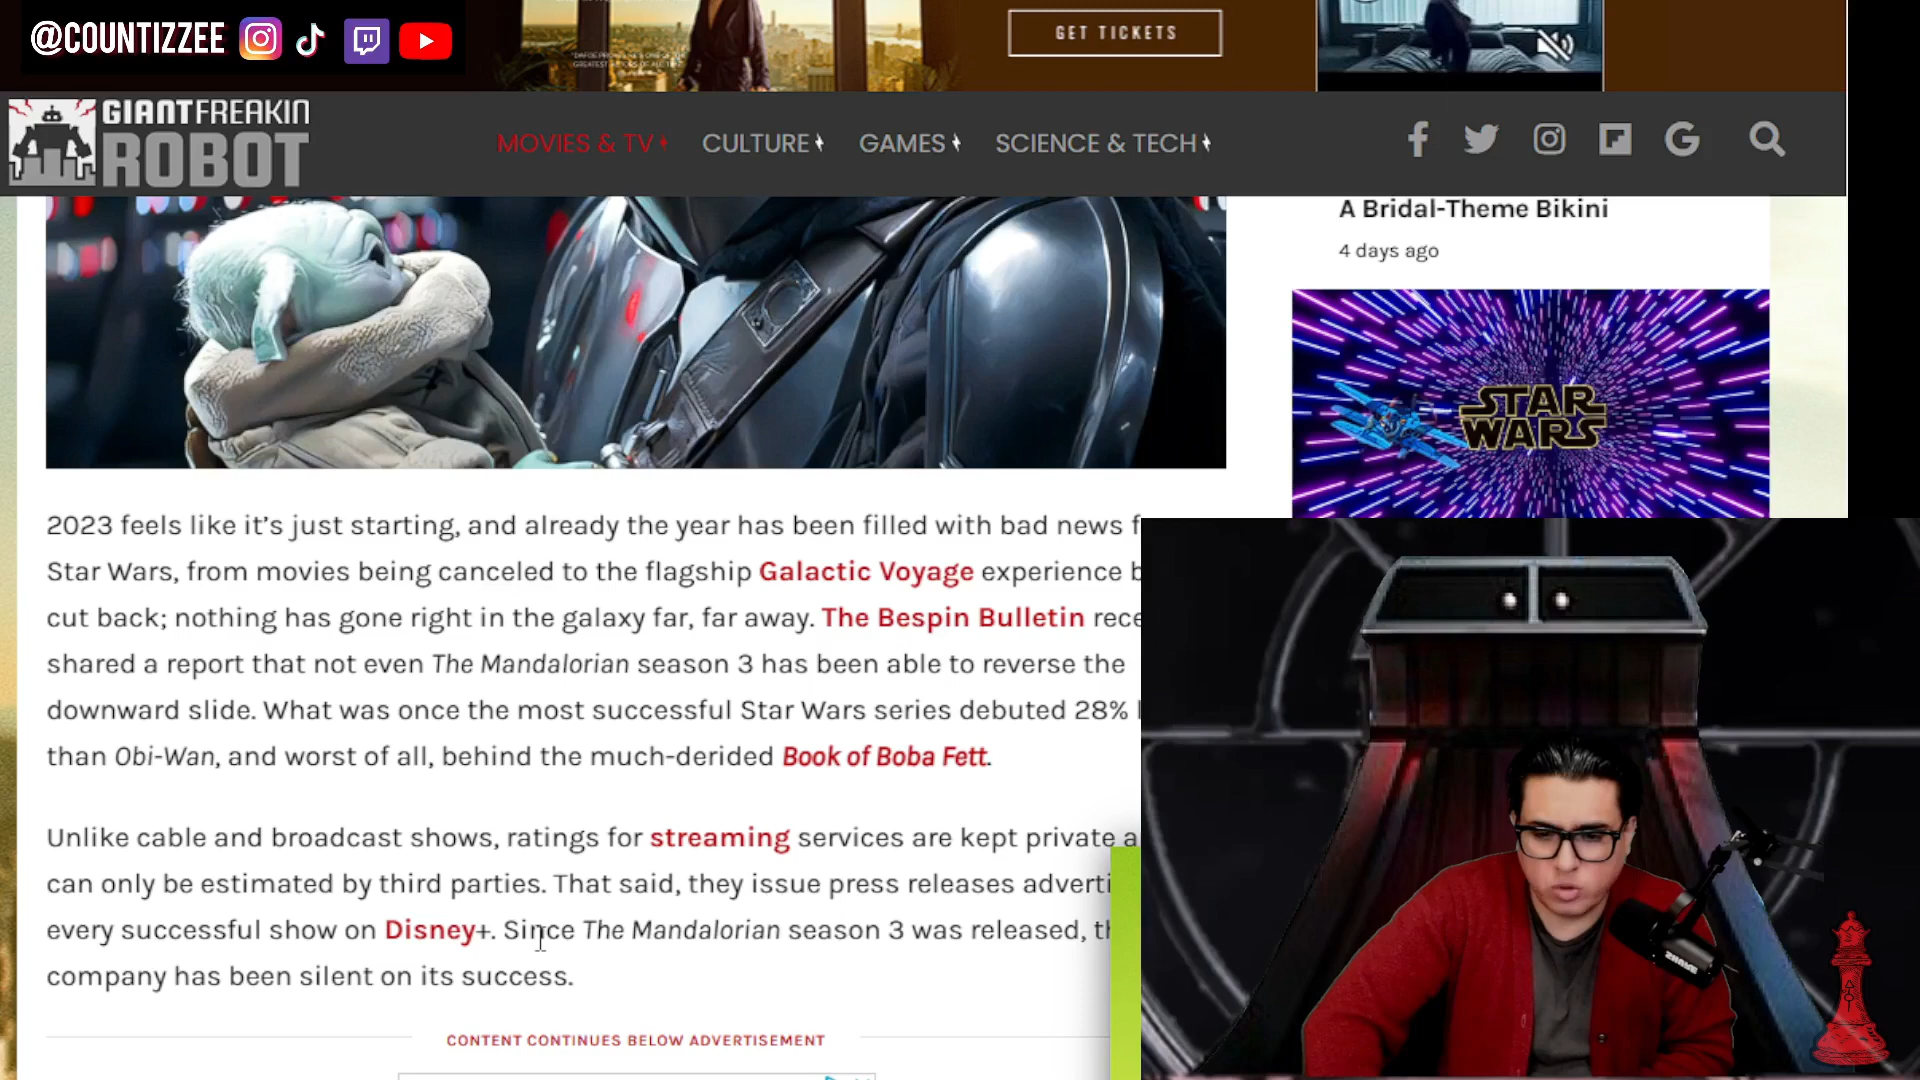 @COUNTIZZEE
GET TICKETS
GIANTFREAKIN
ROBOT
MOVIES & TV
CULTURE
GAMES
SCIENCE & TECH
A Bridal-Theme Bikini
4 days ago
STAR
WARS
2023 feels like it's just starting, and already the year has been filled with bad news f
Star Wars, from movies being canceled to the flagship Galactic Voyage experience b
cut back; nothing has gone right in the galaxy far, far away. The Bespin Bulletin rece
shared a report that not even The Mandalorian season 3 has been able to reverse the
downward slide. What was once the most successful Star Wars series debuted 28% l
than Obi-Wan, and worst of all, behind the much-derided Book of Boba Fett.
Unlike cable and broadcast shows, ratings for streaming services are kept private a
can only be estimated by third parties. That said, they issue press releases adverti
every successful show on Disney+. Since The Mandalorian season 3 was released, th
company has been silent on its success.
CONTENT CONTINUES BELOW ADVERTISEMENT
SHURE